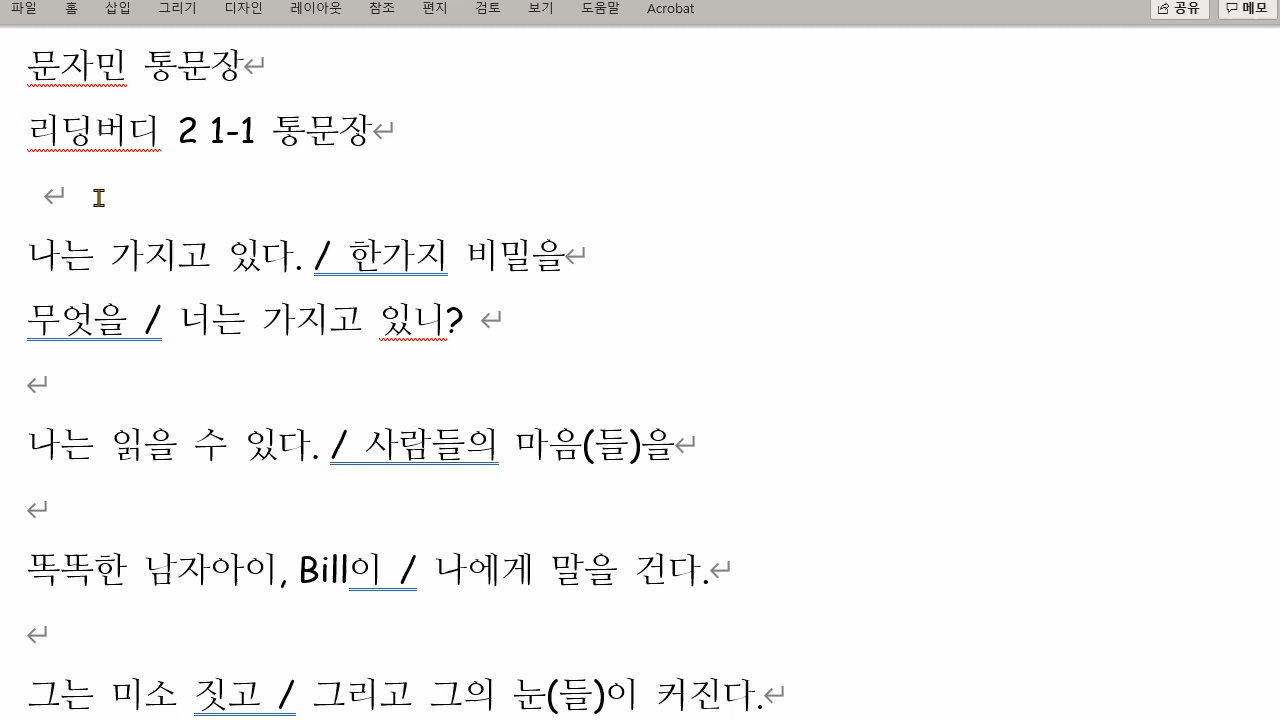 파일 홈 삽입 그리기 디자인 레이아웃 참조 편지 검토 보기 도움말 Acrobat 공유 메모
문자민 통문장
리딩버디 2 1-1 통문장
나는 가지고 있다. / 한가지 비밀을
무엇을 / 너는 가지고 있니?
나는 읽을 수 있다. / 사람들의 마음(들)을
똑똑한 남자아이, Bill이 / 나에게 말을 건다.
그는 미소 짓고 / 그리고 그의 눈(들)이 커진다.